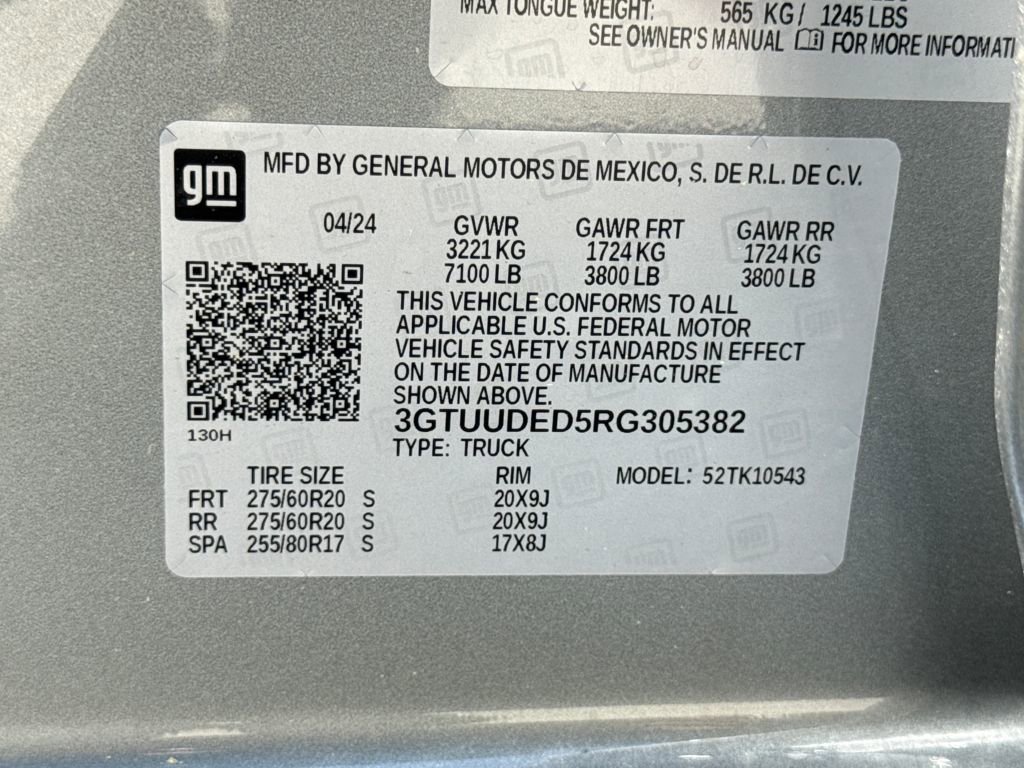 MAX TONGUE WEIGHT: 565 KG/ 1245 LBS
SEE OWNER'S MANUAL FOR MORE INFORMATI
gm
MFD BY GENERAL MOTORS DE MEXICO, S. DE R.L. DE C.V.
04/24 GVWR GAWR FRT GAWR RR
3221 KG 1724 KG 1724 KG
7100 LB 3800 LB 3800 LB
THIS VEHICLE CONFORMS TO ALL
APPLICABLE U.S. FEDERAL MOTOR
VEHICLE SAFETY STANDARDS IN EFFECT
ON THE DATE OF MANUFACTURE
SHOWN ABOVE.
3GTUUDED5RG305382
130H
TYPE: TRUCK
TIRE SIZE RIM MODEL: 52TK10543
FRT 275/60R20 S 20X9J
RR 275/60R20 S 20X9J
SPA 255/80R17 S 17X8J